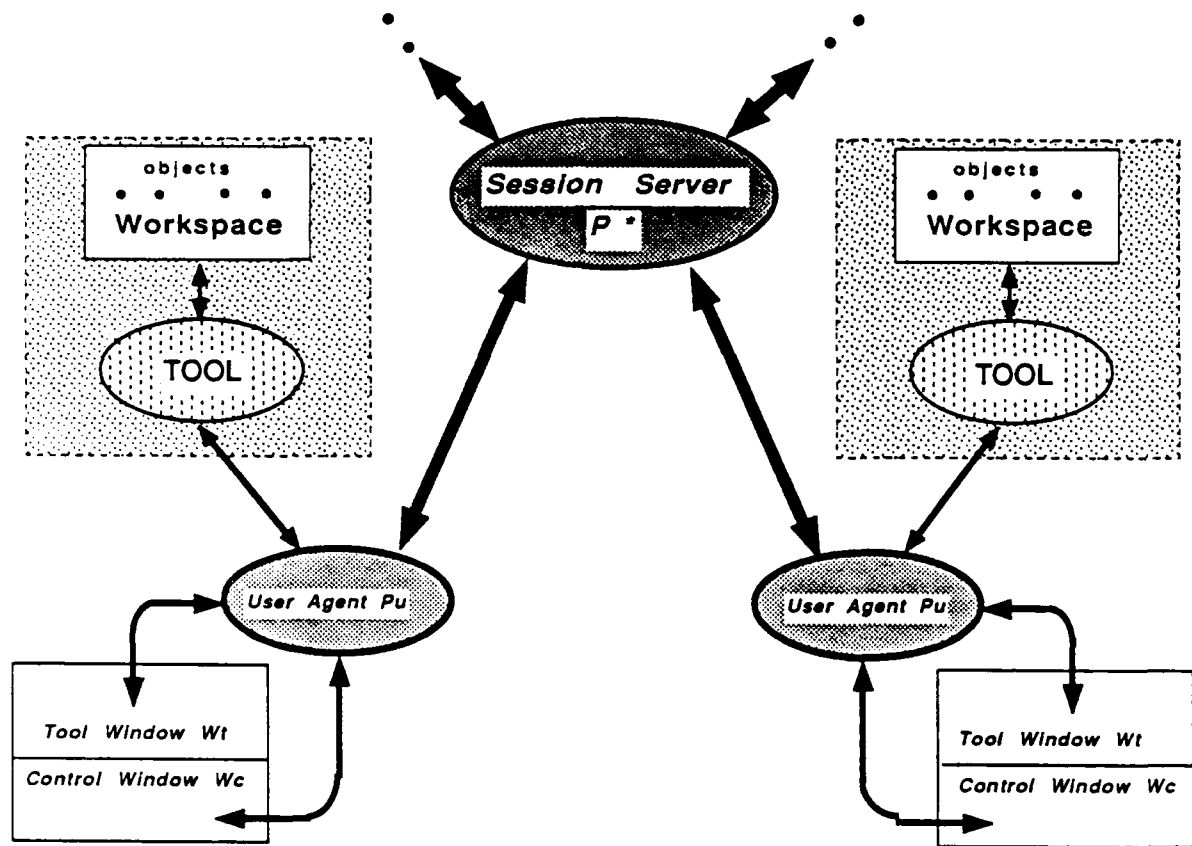 Session Server
P *
objects
Workspace
TOOL
objects
Workspace
TOOL
User Agent Pu
User Agent Pu
Tool Window Wt
Control Window Wc
Tool Window Wt
Control Window Wc